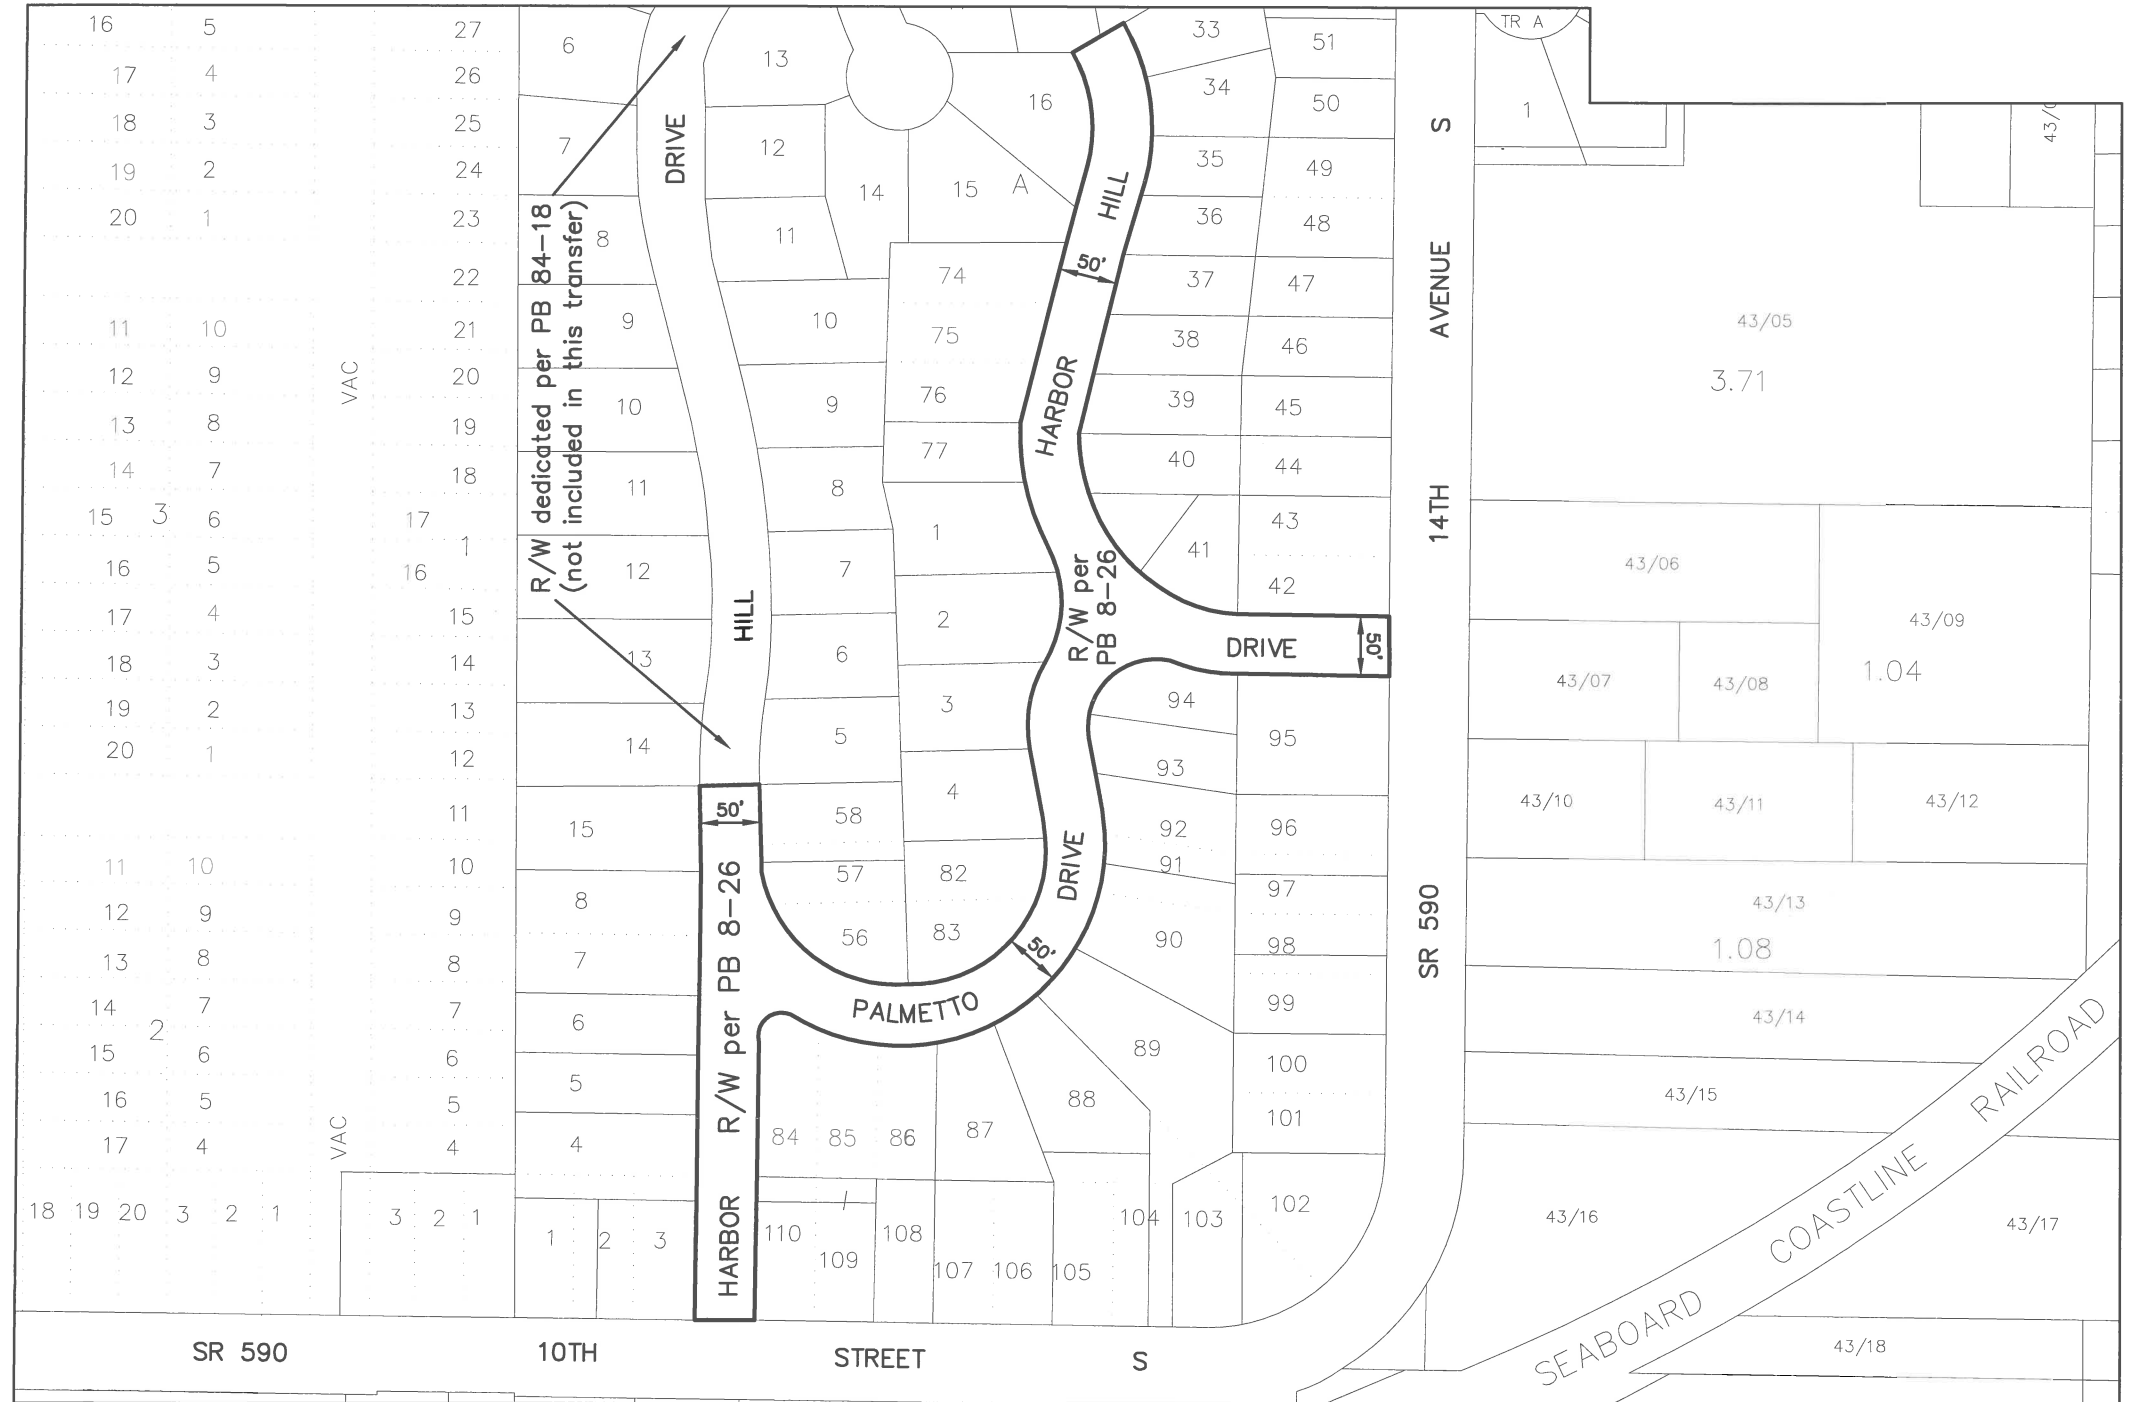 16 5 27 6 13 33 51 TR A
17 4 26 16 34 50 1
18 3 25 7 12 35 49 S
19 2 24 14 15 A 36 48
20 1 23 8 11
22 74 37 47
11 10 21 9 10 75 38 46 43/05
12 9 20 10 9 76 39 45 3.71
13 8 19 77 40 44
14 7 18 11 8
15 3 6 17 1 1 43
16 5 16 12 7 41 42 43/06
17 4 15 2 43/09
18 3 14 13 6 DRIVE 50' 1.04
19 2 13 3 94 43/07 43/08
20 1 12 14 5 95
VAC
R/W dedicated per PB 84-18
(not included in this transfer)
DRIVE
HILL
HARBOR
HILL
50'
R/W per
PB 8-26
14TH
AVENUE
11 50' 58 4 93 43/10 43/11 43/12
15 92 96
11 10 10 57 82 91 97
12 9 9 8 43/13
13 8 8 7 56 83 90 98 1.08
DRIVE
50'
14 2 7 7 6 PALMETTO 99 43/14
15 6 6 89 100
16 5 5 5 88 43/15
17 4 4 4 84 85 86 87 101
VAC
HARBOR R/W per PB 8-26
SR 590
18 19 20 3 2 1 3 2 1 1 2 3 110 109 108 107 106 105 104 103 102 43/16 43/17
SEABOARD COASTLINE RAILROAD
SR 590 10TH STREET S 43/18